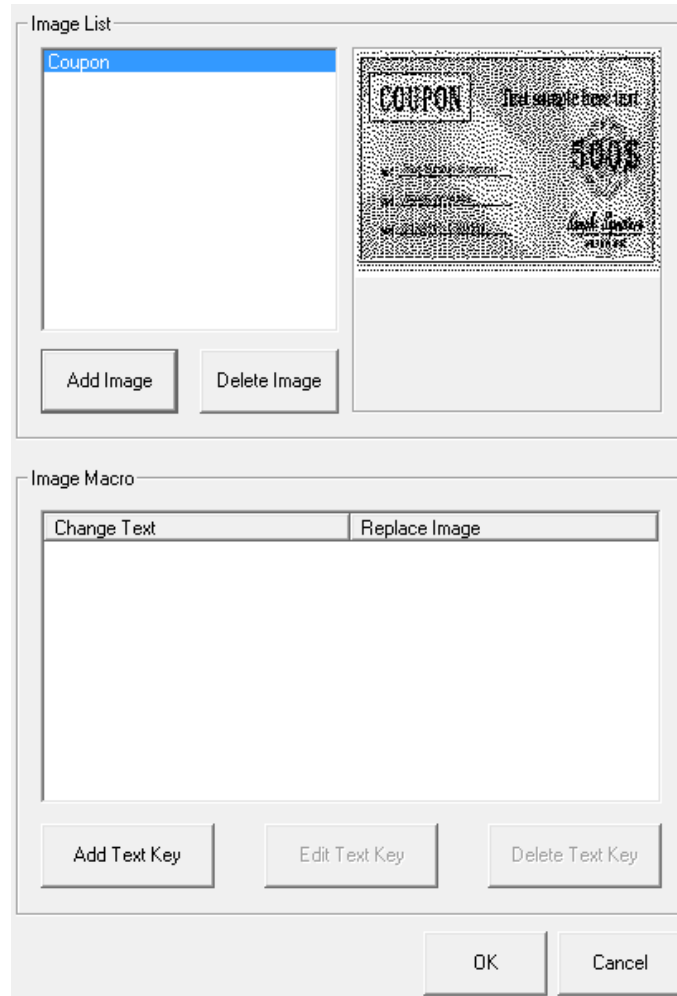 Image List
Coupon
COUPON
500$
Add Image
Delete Image
Image Macro
Change Text
Replace Image
Add Text Key
Edit Text Key
Delete Text Key
OK
Cancel